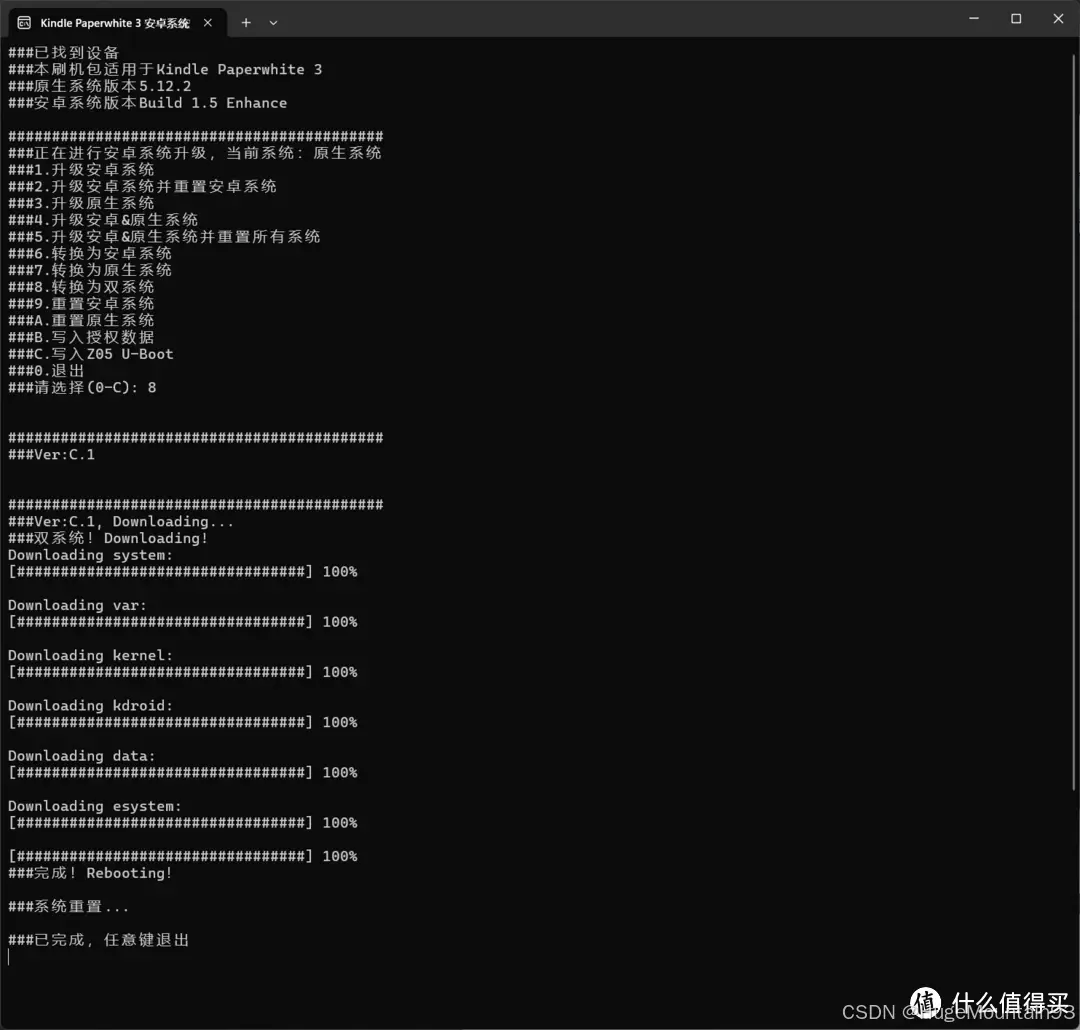 Kindle Paperwhite 3 安卓系统
###已找到设备
###本刷机包适用于Kindle Paperwhite 3
###原生系统版本5.12.2
###安卓系统版本Build 1.5 Enhance
###########################################
###正在进行安卓系统升级，当前系统：原生系统
###1.升级安卓系统
###2.升级安卓系统并重置安卓系统
###3.升级原生系统
###4.升级安卓&原生系统
###5.升级安卓&原生系统并重置所有系统
###6.转换为安卓系统
###7.转换为原生系统
###8.转换为双系统
###9.重置安卓系统
###A.重置原生系统
###B.写入授权数据
###C.写入Z05 U-Boot
###0.退出
###请选择(0-C): 8
###########################################
###Ver:C.1
###########################################
###Ver:C.1, Downloading...
###双系统！Downloading!
Downloading system:
[#################################] 100%
Downloading var:
[#################################] 100%
Downloading kernel:
[#################################] 100%
Downloading kdroid:
[#################################] 100%
Downloading data:
[#################################] 100%
Downloading esystem:
[#################################] 100%
[#################################] 100%
###完成！Rebooting!
###系统重置...
###已完成，任意键退出
值 什么值得买
CSDN @HugeMountain93